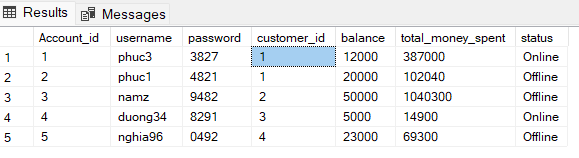 Results Messages
Account_id username password customer_id balance total_money_spent status
1 1 phuc3 3827 1 12000 387000 Online
2 2 phuc1 4821 1 20000 102040 Offline
3 3 namz 9482 2 50000 1040300 Offline
4 4 duong34 8291 3 5000 14900 Online
5 5 nghia96 0492 4 23000 69300 Offline